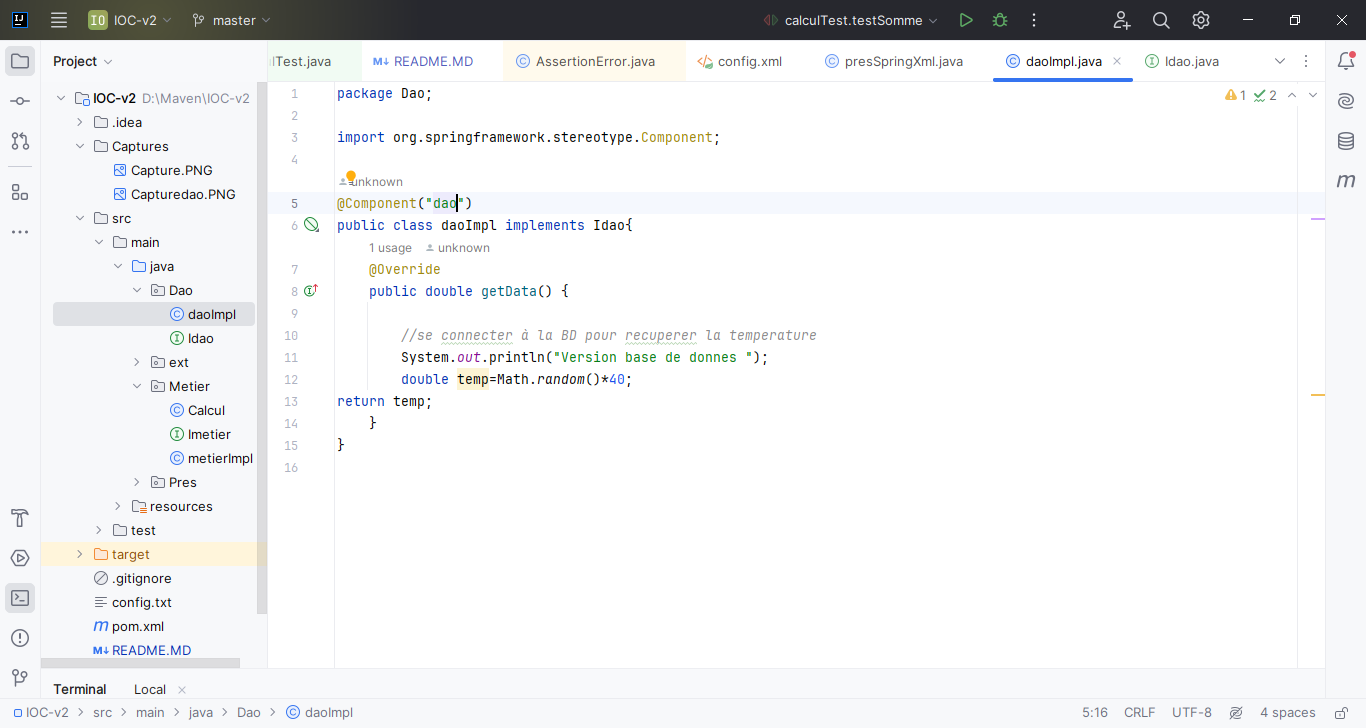 IO IOC-v2 master calculTest.testSomme
Project
lTest.java README.MD AssertionError.java config.xml presSpringXml.java daoImpl.java Idao.java
IOC-v2 D:\Maven\IOC-v2
.idea
Captures
Capture.PNG
Capturedao.PNG
src
main
java
Dao
daoImpl
Idao
ext
Metier
Calcul
Imetier
metierImpl
Pres
resources
test
target
.gitignore
config.txt
pom.xml
README.MD
1 2
1 package Dao;
2
3 import org.springframework.stereotype.Component;
4
unknown
5 @Component("dao")
6 public class daoImpl implements Idao{
1 usage unknown
7 @Override
8 public double getData() {
9
10 //se connecter à la BD pour recuperer la temperature
11 System.out.println("Version base de donnes ");
12 double temp=Math.random()*40;
13 return temp;
14 }
15 }
16
Terminal Local
IOC-v2 > src > main > java > Dao > daoImpl 5:16 CRLF UTF-8 4 spaces